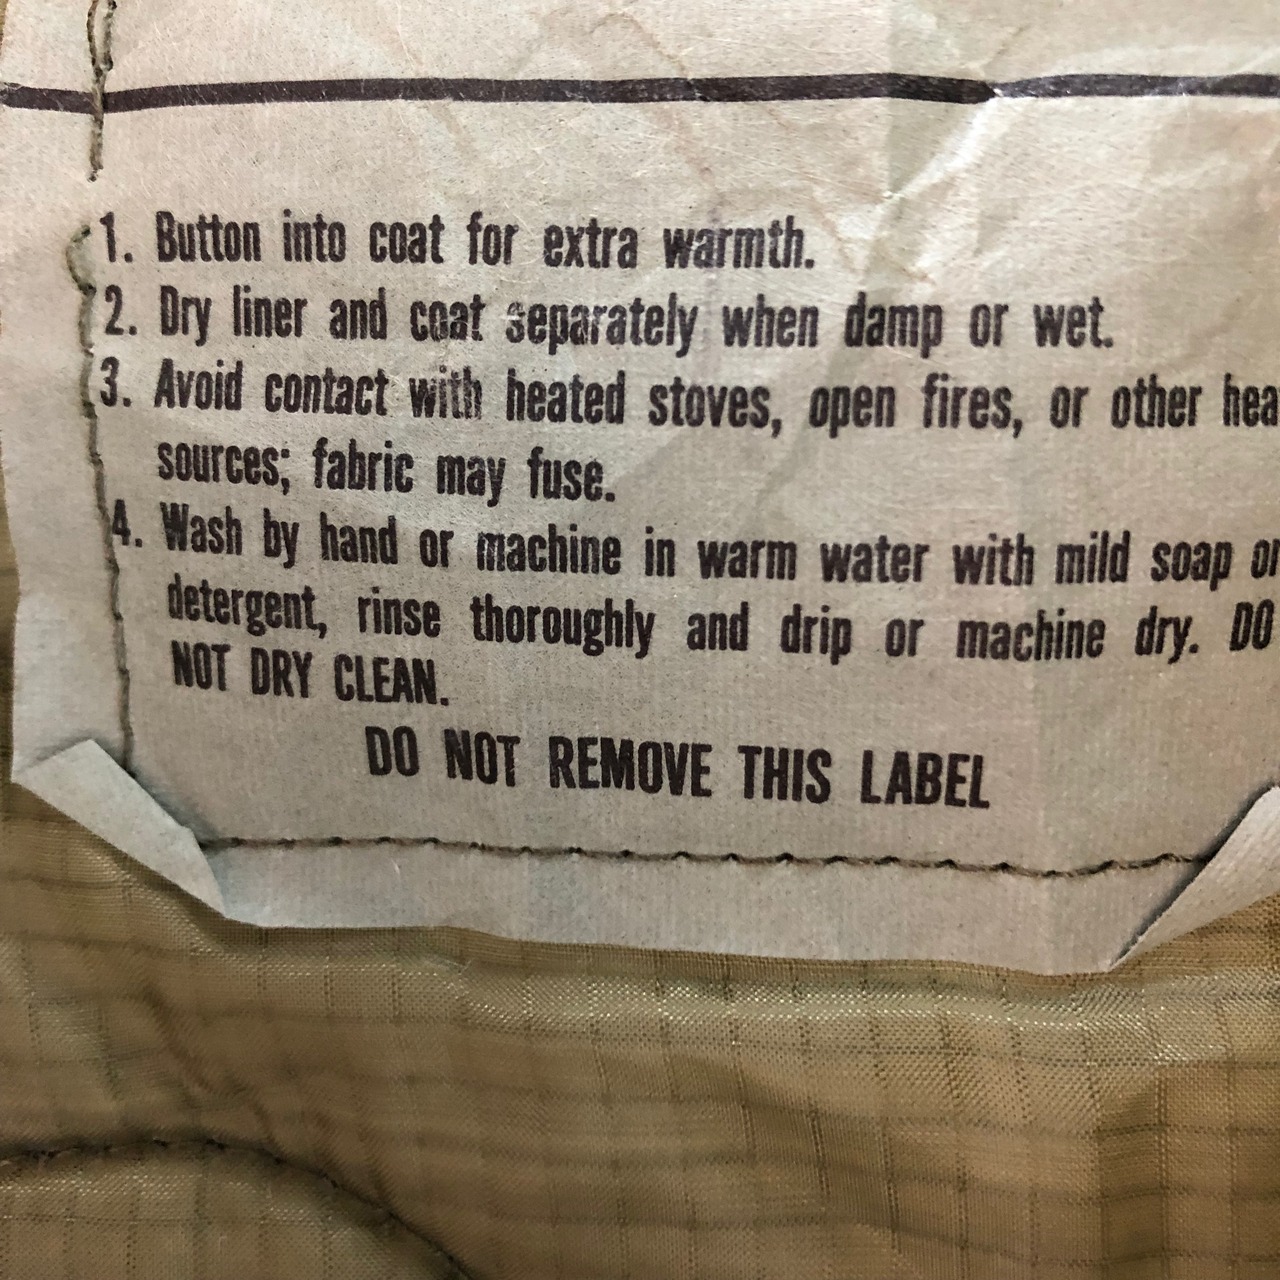 1. Button into coat for extra warmth.
2. Dry liner and coat separately when damp or wet.
3. Avoid contact with heated stoves, open fires, or other hea
sources; fabric may fuse.
4. Wash by hand or machine in warm water with mild soap or
detergent, rinse thoroughly and drip or machine dry. DO
NOT DRY CLEAN.
DO NOT REMOVE THIS LABEL